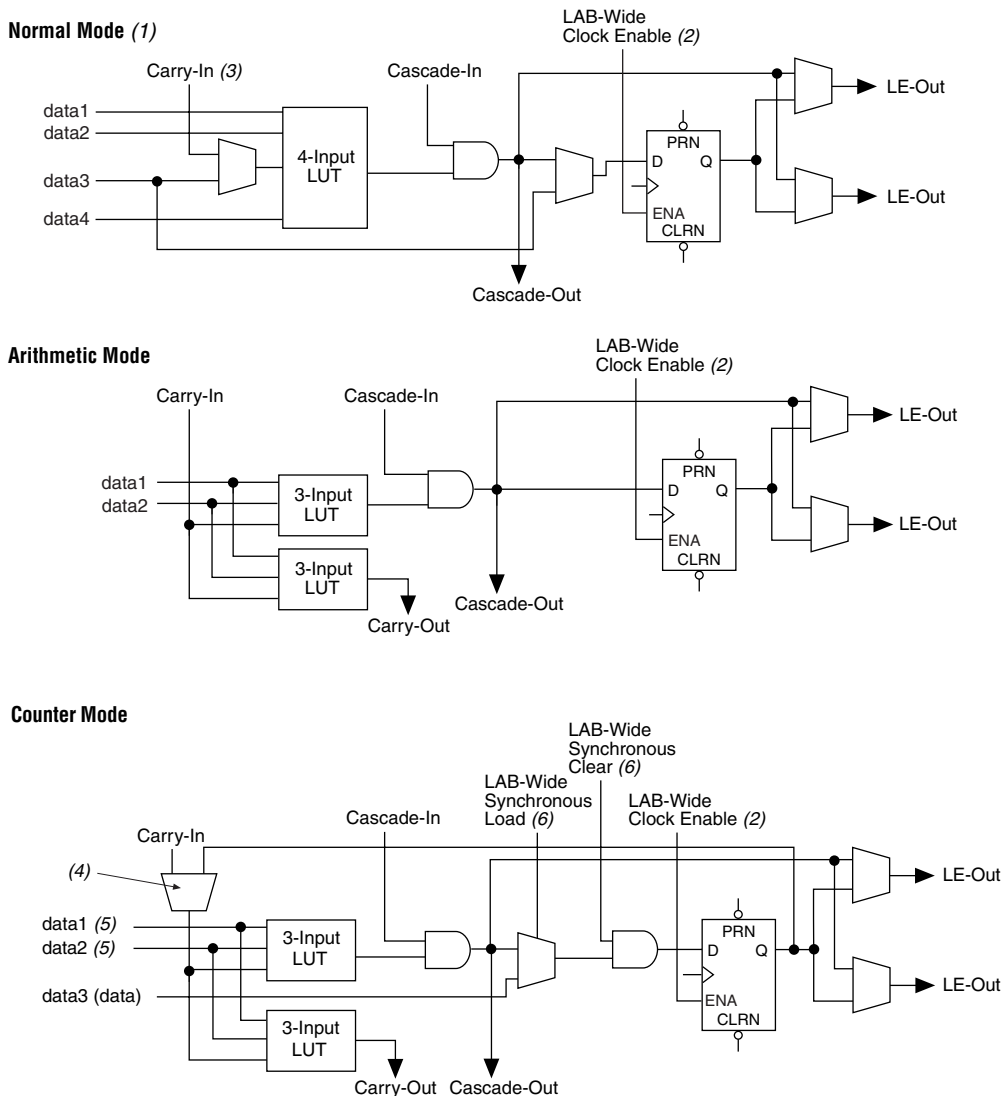 Normal Mode (1)
LAB-Wide
Clock Enable (2)
Carry-In (3)
Cascade-In
LE-Out
data1
data2
4-Input
LUT
PRN
D Q
data3
data4
ENA
CLRN
LE-Out
Cascade-Out
Arithmetic Mode
LAB-Wide
Clock Enable (2)
Carry-In
Cascade-In
LE-Out
data1
data2
3-Input
LUT
PRN
D Q
ENA
CLRN
LE-Out
3-Input
LUT
Cascade-Out
Carry-Out
Counter Mode
LAB-Wide
Synchronous
Clear (6)
LAB-Wide
Synchronous
Load (6)
LAB-Wide
Clock Enable (2)
Cascade-In
Carry-In
(4)
LE-Out
data1 (5)
data2 (5)
3-Input
LUT
PRN
D Q
data3 (data)
ENA
CLRN
LE-Out
3-Input
LUT
Carry-Out
Cascade-Out